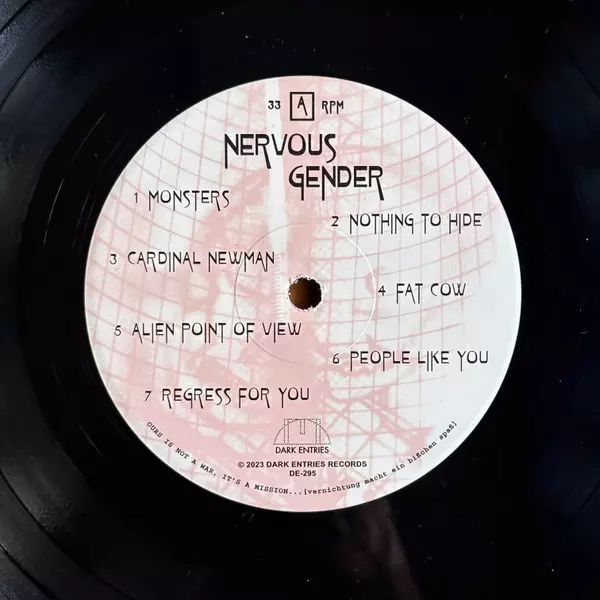 33 A RPM
NERVOUS
GENDER
1 MONSTERS
2 NOTHING TO HIDE
3 CARDINAL NEWMAN
4 FAT COW
5 ALIEN POINT OF VIEW
6 PEOPLE LIKE YOU
7 REGRESS FOR YOU
DARK ENTRIES
© 2023 DARK ENTRIES RECORDS
DE-295
OURS IS NOT A WAR, IT'S A MISSION...[vernichtung macht ein bißchen spaß]